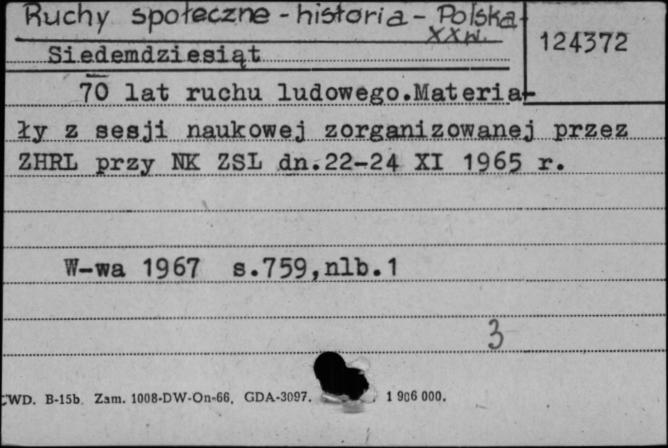 Ruchy społeczne - historia - Polska
XX w.
124372
Siedemdziesiąt
70 lat ruchu ludowego.Materia-
ły z sesji naukowej zorganizowanej przez
ZHRL przy NK ZSL dn.22-24 XI 1965 r.
W-wa 1967 s.759,nlb.1
3
CWD. B-15b. Zam. 1008-DW-On-66. GDA-3097. 1 906 000.